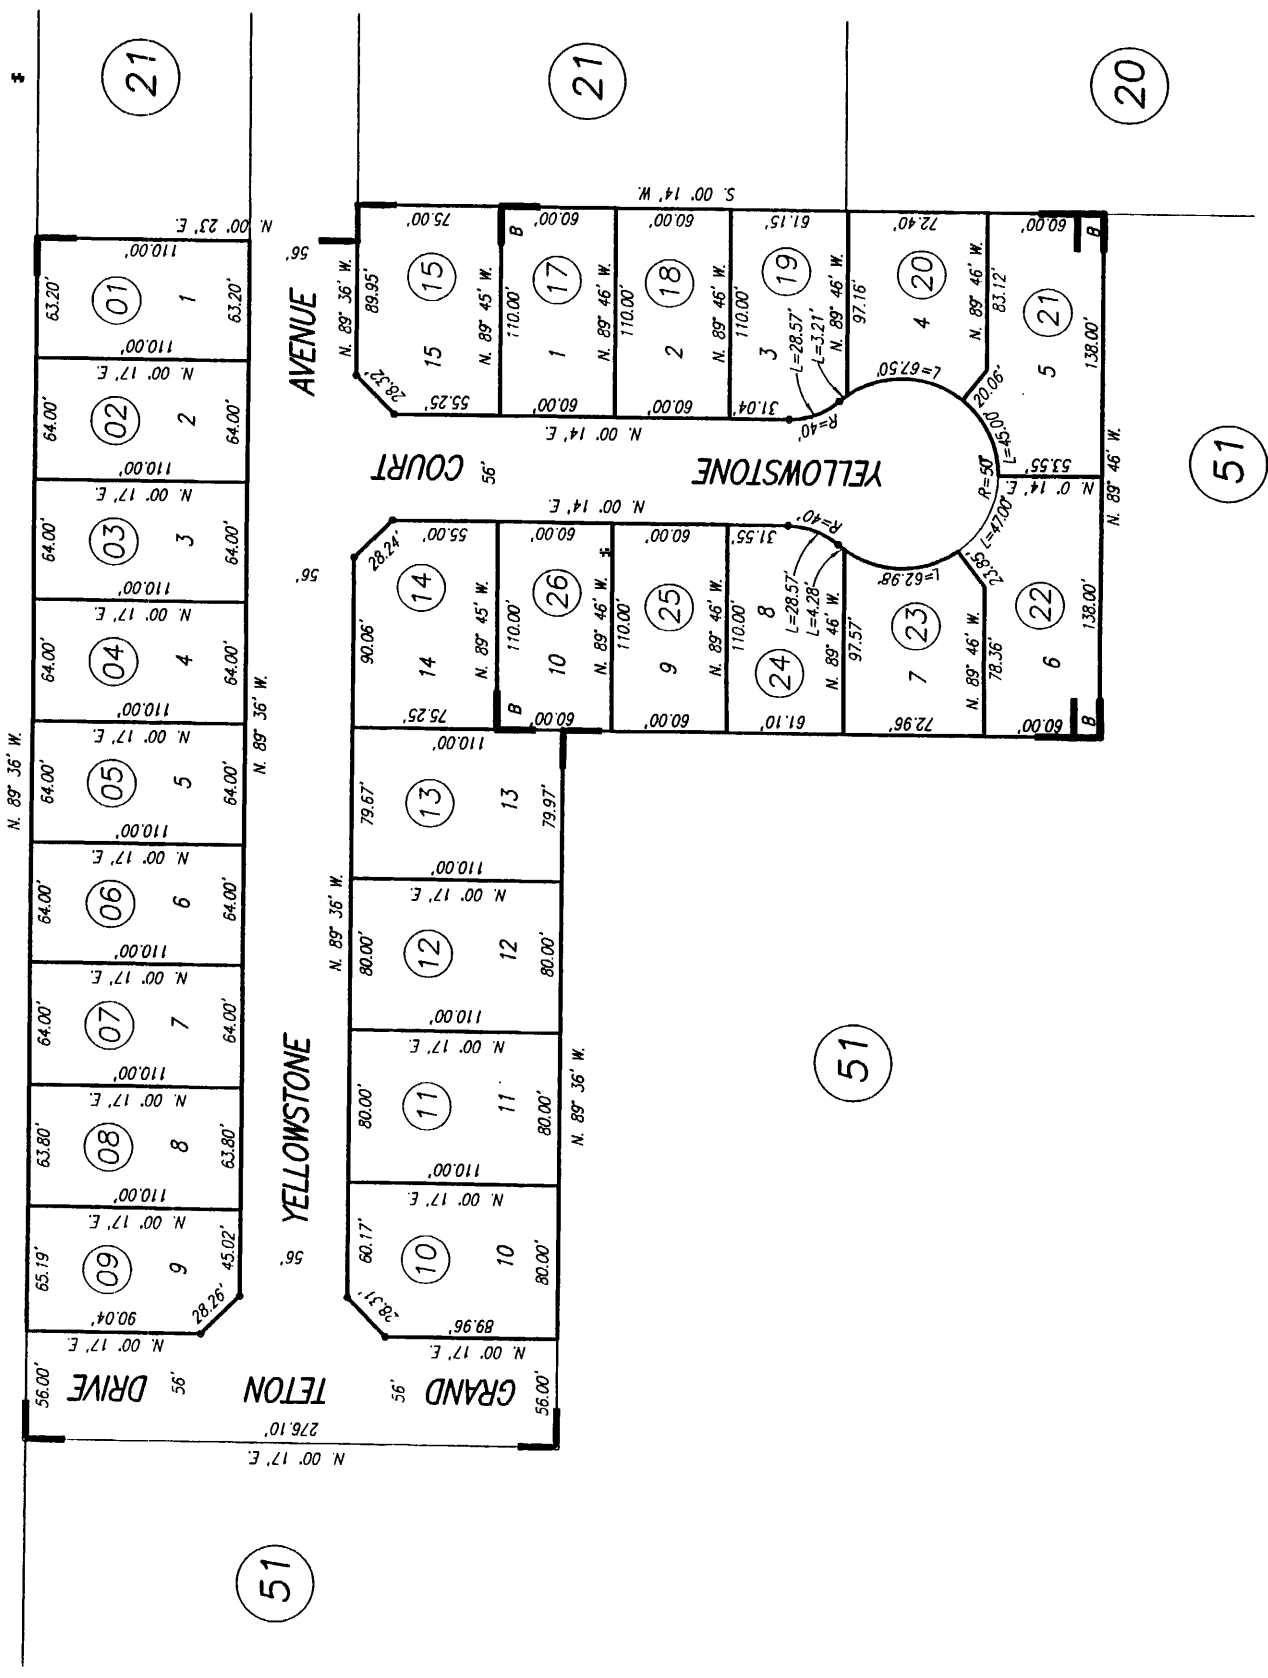 21
21
20
51
51
51
N. 89° 36' W.
N. 00° 23' E.
110.00'
63.20'
01
1
63.20'
110.00'
N. 00° 17' E.
64.00'
02
2
64.00'
110.00'
N. 00° 17' E.
64.00'
03
3
64.00'
110.00'
N. 00° 17' E.
64.00'
04
4
64.00'
110.00'
N. 00° 17' E.
64.00'
05
5
64.00'
110.00'
N. 00° 17' E.
64.00'
06
6
64.00'
110.00'
N. 00° 17' E.
64.00'
07
7
64.00'
110.00'
N. 00° 17' E.
63.80'
08
8
63.80'
110.00'
N. 00° 17' E.
65.19'
09
9
45.02'
28.26'
90.04'
N. 00° 17' E.
N. 89° 36' W.
YELLOWSTONE
AVENUE
56'
56'
56'
56.00'
GRAND
TETON
DRIVE
56'
56'
56.00'
276.10'
N. 00° 17' E.
N. 00° 17' E.
89.96'
28.31'
60.17'
10
10
80.00'
N. 00° 17' E.
110.00'
80.00'
11
11
80.00'
N. 00° 17' E.
110.00'
80.00'
12
12
80.00'
N. 00° 17' E.
110.00'
79.67'
13
13
79.97'
110.00'
N. 89° 36' W.
N. 89° 36' W.
90.06'
28.24'
14
14
75.25'
55.00'
N. 89° 45' W.
110.00'
B
10
26
60.00'
N. 89° 46' W.
110.00'
9
25
60.00'
60.00'
N. 89° 46' W.
110.00'
8
24
61.10'
31.55'
R=40'
L=28.57'
L=4.28'
N. 89° 46' W.
97.57'
7
23
72.96'
L=62.98'
N. 89° 46' W.
78.36'
23.85'
L=47.00'
6
22
60.00'
138.00'
B
N. 00° 14' E.
YELLOWSTONE
COURT
56'
N. 00° 14' E.
N. 89° 36' W.
89.95'
28.32'
15
15
75.00'
55.25'
N. 89° 45' W.
110.00'
B
1
17
60.00'
60.00'
N. 89° 46' W.
110.00'
2
18
60.00'
60.00'
N. 89° 46' W.
110.00'
3
19
61.15'
31.04'
R=40'
L=28.57'
L=3.21'
N. 89° 46' W.
97.16'
4
20
72.40'
L=67.50'
N. 89° 46' W.
83.12'
20.06'
L=45.00'
R=50'
5
21
60.00'
138.00'
B
53.55'
N. 0° 14' E.
N. 89° 46' W.
S. 00° 14' W.